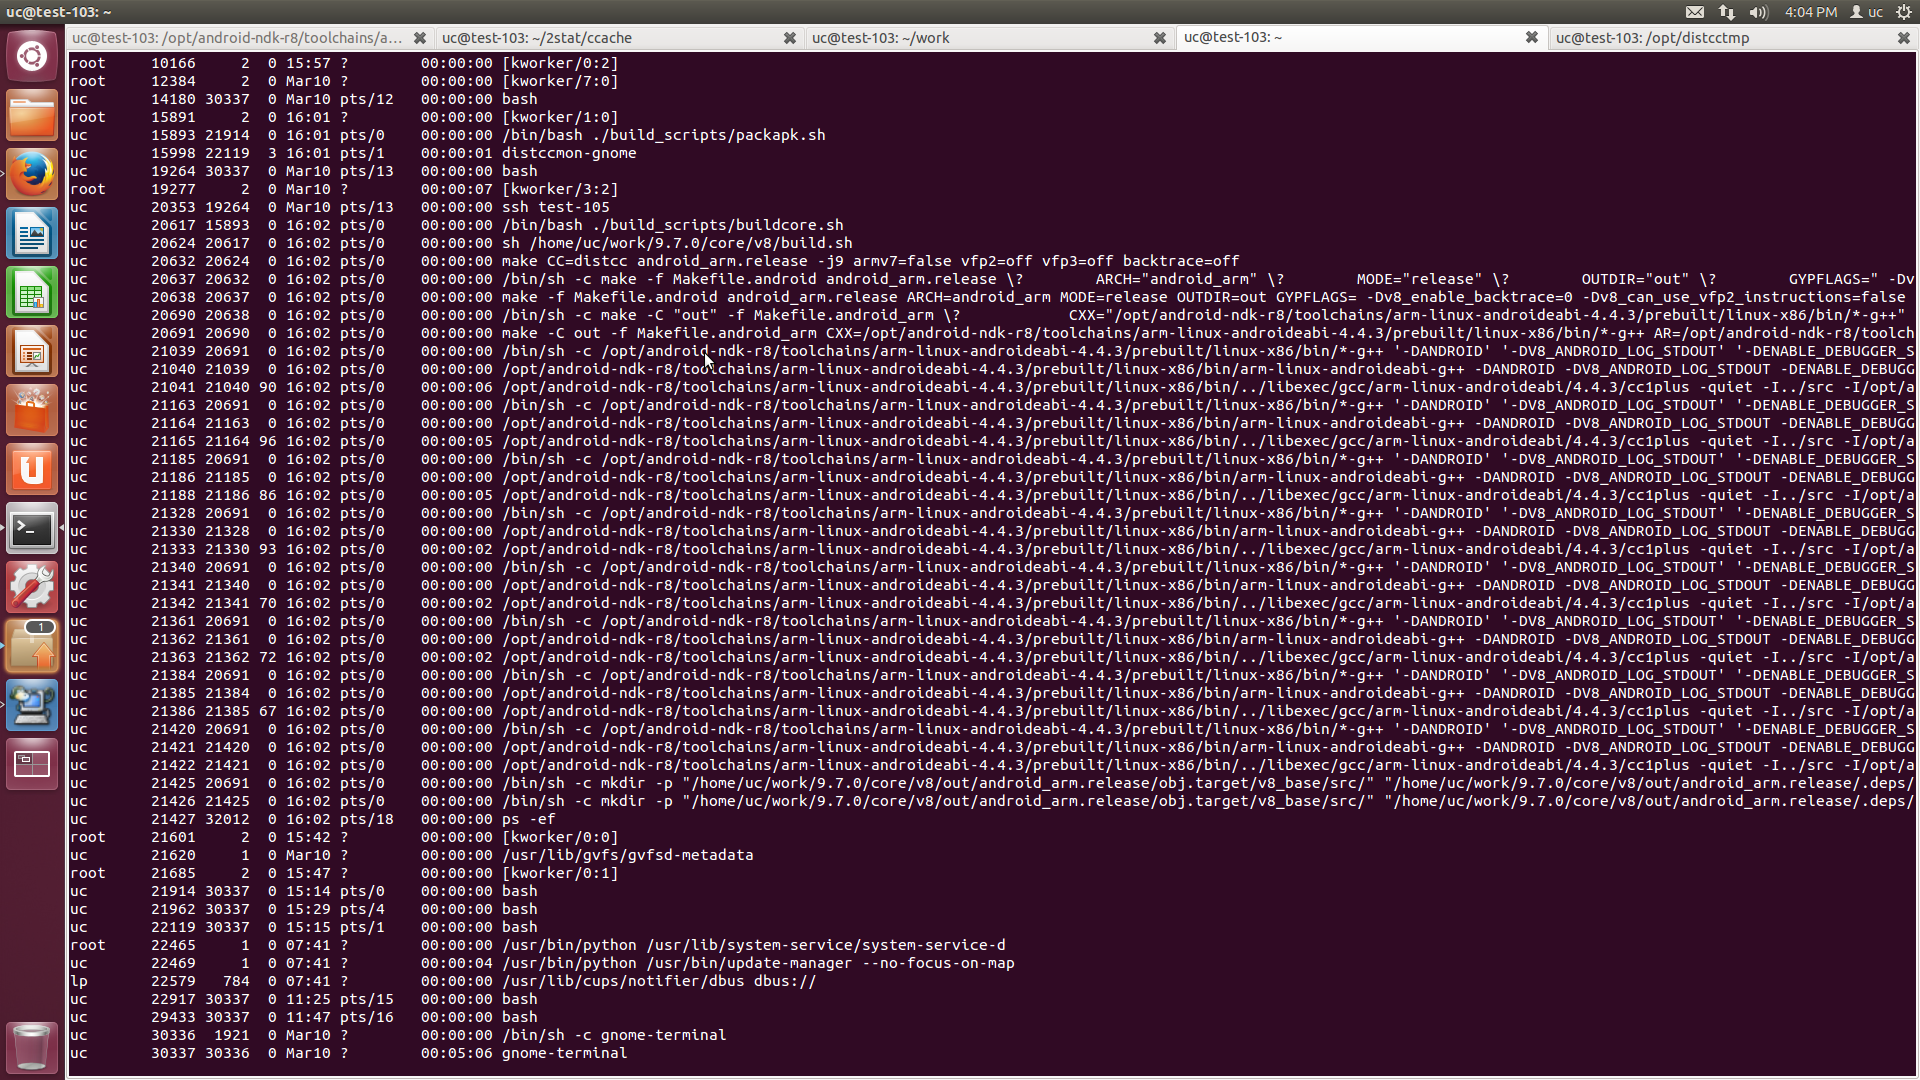 uc@test-103: ~
4:04 PM uc
uc@test-103: /opt/android-ndk-r8/toolchains/a... uc@test-103: ~/2stat/ccache uc@test-103: ~/work uc@test-103: ~ uc@test-103: /opt/distcctmp
root 10166 2 0 15:57 ? 00:00:00 [kworker/0:2]
root 12384 2 0 Mar10 ? 00:00:00 [kworker/7:0]
uc 14180 30337 0 Mar10 pts/12 00:00:00 bash
root 15891 2 0 16:01 ? 00:00:00 [kworker/1:0]
uc 15893 21914 0 16:01 pts/0 00:00:00 /bin/bash ./build_scripts/packapk.sh
uc 15998 22119 3 16:01 pts/1 00:00:01 distccmon-gnome
uc 19264 30337 0 Mar10 pts/13 00:00:00 bash
root 19277 2 0 Mar10 ? 00:00:07 [kworker/3:2]
uc 20353 19264 0 Mar10 pts/13 00:00:00 ssh test-105
uc 20617 15893 0 16:02 pts/0 00:00:00 /bin/bash ./build_scripts/buildcore.sh
uc 20624 20617 0 16:02 pts/0 00:00:00 sh /home/uc/work/9.7.0/core/v8/build.sh
uc 20632 20624 0 16:02 pts/0 00:00:00 make CC=distcc android_arm.release -j9 armv7=false vfp2=off vfp3=off backtrace=off
uc 20637 20632 0 16:02 pts/0 00:00:00 /bin/sh -c make -f Makefile.android android_arm.release \? ARCH="android_arm" \? MODE="release" \? OUTDIR="out" \? GYPFLAGS=" -Dv
uc 20638 20637 0 16:02 pts/0 00:00:00 make -f Makefile.android android_arm.release ARCH=android_arm MODE=release OUTDIR=out GYPFLAGS= -Dv8_enable_backtrace=0 -Dv8_can_use_vfp2_instructions=false
uc 20690 20638 0 16:02 pts/0 00:00:00 /bin/sh -c make -C "out" -f Makefile.android_arm \? CXX="/opt/android-ndk-r8/toolchains/arm-linux-androideabi-4.4.3/prebuilt/linux-x86/bin/*-g++"
uc 20691 20690 0 16:02 pts/0 00:00:00 make -C out -f Makefile.android_arm CXX=/opt/android-ndk-r8/toolchains/arm-linux-androideabi-4.4.3/prebuilt/linux-x86/bin/*-g++ AR=/opt/android-ndk-r8/toolch
uc 21039 20691 0 16:02 pts/0 00:00:00 /bin/sh -c /opt/android-ndk-r8/toolchains/arm-linux-androideabi-4.4.3/prebuilt/linux-x86/bin/*-g++ '-DANDROID' '-DV8_ANDROID_LOG_STDOUT' '-DENABLE_DEBUGGER_S
uc 21040 21039 0 16:02 pts/0 00:00:00 /opt/android-ndk-r8/toolchains/arm-linux-androideabi-4.4.3/prebuilt/linux-x86/bin/arm-linux-androideabi-g++ -DANDROID -DV8_ANDROID_LOG_STDOUT -DENABLE_DEBUGG
uc 21041 21040 90 16:02 pts/0 00:00:06 /opt/android-ndk-r8/toolchains/arm-linux-androideabi-4.4.3/prebuilt/linux-x86/bin/../libexec/gcc/arm-linux-androideabi/4.4.3/cc1plus -quiet -I../src -I/opt/a
uc 21163 20691 0 16:02 pts/0 00:00:00 /bin/sh -c /opt/android-ndk-r8/toolchains/arm-linux-androideabi-4.4.3/prebuilt/linux-x86/bin/*-g++ '-DANDROID' '-DV8_ANDROID_LOG_STDOUT' '-DENABLE_DEBUGGER_S
uc 21164 21163 0 16:02 pts/0 00:00:00 /opt/android-ndk-r8/toolchains/arm-linux-androideabi-4.4.3/prebuilt/linux-x86/bin/arm-linux-androideabi-g++ -DANDROID -DV8_ANDROID_LOG_STDOUT -DENABLE_DEBUGG
uc 21165 21164 96 16:02 pts/0 00:00:05 /opt/android-ndk-r8/toolchains/arm-linux-androideabi-4.4.3/prebuilt/linux-x86/bin/../libexec/gcc/arm-linux-androideabi/4.4.3/cc1plus -quiet -I../src -I/opt/a
uc 21185 20691 0 16:02 pts/0 00:00:00 /bin/sh -c /opt/android-ndk-r8/toolchains/arm-linux-androideabi-4.4.3/prebuilt/linux-x86/bin/*-g++ '-DANDROID' '-DV8_ANDROID_LOG_STDOUT' '-DENABLE_DEBUGGER_S
uc 21186 21185 0 16:02 pts/0 00:00:00 /opt/android-ndk-r8/toolchains/arm-linux-androideabi-4.4.3/prebuilt/linux-x86/bin/arm-linux-androideabi-g++ -DANDROID -DV8_ANDROID_LOG_STDOUT -DENABLE_DEBUGG
uc 21188 21186 86 16:02 pts/0 00:00:05 /opt/android-ndk-r8/toolchains/arm-linux-androideabi-4.4.3/prebuilt/linux-x86/bin/../libexec/gcc/arm-linux-androideabi/4.4.3/cc1plus -quiet -I../src -I/opt/a
uc 21328 20691 0 16:02 pts/0 00:00:00 /bin/sh -c /opt/android-ndk-r8/toolchains/arm-linux-androideabi-4.4.3/prebuilt/linux-x86/bin/*-g++ '-DANDROID' '-DV8_ANDROID_LOG_STDOUT' '-DENABLE_DEBUGGER_S
uc 21330 21328 0 16:02 pts/0 00:00:00 /opt/android-ndk-r8/toolchains/arm-linux-androideabi-4.4.3/prebuilt/linux-x86/bin/arm-linux-androideabi-g++ -DANDROID -DV8_ANDROID_LOG_STDOUT -DENABLE_DEBUGG
uc 21333 21330 93 16:02 pts/0 00:00:02 /opt/android-ndk-r8/toolchains/arm-linux-androideabi-4.4.3/prebuilt/linux-x86/bin/../libexec/gcc/arm-linux-androideabi/4.4.3/cc1plus -quiet -I../src -I/opt/a
uc 21340 20691 0 16:02 pts/0 00:00:00 /bin/sh -c /opt/android-ndk-r8/toolchains/arm-linux-androideabi-4.4.3/prebuilt/linux-x86/bin/*-g++ '-DANDROID' '-DV8_ANDROID_LOG_STDOUT' '-DENABLE_DEBUGGER_S
uc 21341 21340 0 16:02 pts/0 00:00:00 /opt/android-ndk-r8/toolchains/arm-linux-androideabi-4.4.3/prebuilt/linux-x86/bin/arm-linux-androideabi-g++ -DANDROID -DV8_ANDROID_LOG_STDOUT -DENABLE_DEBUGG
uc 21342 21341 70 16:02 pts/0 00:00:02 /opt/android-ndk-r8/toolchains/arm-linux-androideabi-4.4.3/prebuilt/linux-x86/bin/../libexec/gcc/arm-linux-androideabi/4.4.3/cc1plus -quiet -I../src -I/opt/a
uc 21361 20691 0 16:02 pts/0 00:00:00 /bin/sh -c /opt/android-ndk-r8/toolchains/arm-linux-androideabi-4.4.3/prebuilt/linux-x86/bin/*-g++ '-DANDROID' '-DV8_ANDROID_LOG_STDOUT' '-DENABLE_DEBUGGER_S
uc 21362 21361 0 16:02 pts/0 00:00:00 /opt/android-ndk-r8/toolchains/arm-linux-androideabi-4.4.3/prebuilt/linux-x86/bin/arm-linux-androideabi-g++ -DANDROID -DV8_ANDROID_LOG_STDOUT -DENABLE_DEBUGG
uc 21363 21362 72 16:02 pts/0 00:00:02 /opt/android-ndk-r8/toolchains/arm-linux-androideabi-4.4.3/prebuilt/linux-x86/bin/../libexec/gcc/arm-linux-androideabi/4.4.3/cc1plus -quiet -I../src -I/opt/a
uc 21384 20691 0 16:02 pts/0 00:00:00 /bin/sh -c /opt/android-ndk-r8/toolchains/arm-linux-androideabi-4.4.3/prebuilt/linux-x86/bin/*-g++ '-DANDROID' '-DV8_ANDROID_LOG_STDOUT' '-DENABLE_DEBUGGER_S
uc 21385 21384 0 16:02 pts/0 00:00:00 /opt/android-ndk-r8/toolchains/arm-linux-androideabi-4.4.3/prebuilt/linux-x86/bin/arm-linux-androideabi-g++ -DANDROID -DV8_ANDROID_LOG_STDOUT -DENABLE_DEBUGG
uc 21386 21385 67 16:02 pts/0 00:00:00 /opt/android-ndk-r8/toolchains/arm-linux-androideabi-4.4.3/prebuilt/linux-x86/bin/../libexec/gcc/arm-linux-androideabi/4.4.3/cc1plus -quiet -I../src -I/opt/a
uc 21420 20691 0 16:02 pts/0 00:00:00 /bin/sh -c /opt/android-ndk-r8/toolchains/arm-linux-androideabi-4.4.3/prebuilt/linux-x86/bin/*-g++ '-DANDROID' '-DV8_ANDROID_LOG_STDOUT' '-DENABLE_DEBUGGER_S
uc 21421 21420 0 16:02 pts/0 00:00:00 /opt/android-ndk-r8/toolchains/arm-linux-androideabi-4.4.3/prebuilt/linux-x86/bin/arm-linux-androideabi-g++ -DANDROID -DV8_ANDROID_LOG_STDOUT -DENABLE_DEBUGG
uc 21422 21421 0 16:02 pts/0 00:00:00 /opt/android-ndk-r8/toolchains/arm-linux-androideabi-4.4.3/prebuilt/linux-x86/bin/../libexec/gcc/arm-linux-androideabi/4.4.3/cc1plus -quiet -I../src -I/opt/a
uc 21425 20691 0 16:02 pts/0 00:00:00 /bin/sh -c mkdir -p "/home/uc/work/9.7.0/core/v8/out/android_arm.release/obj.target/v8_base/src/" "/home/uc/work/9.7.0/core/v8/out/android_arm.release/.deps/
uc 21426 21425 0 16:02 pts/0 00:00:00 /bin/sh -c mkdir -p "/home/uc/work/9.7.0/core/v8/out/android_arm.release/obj.target/v8_base/src/" "/home/uc/work/9.7.0/core/v8/out/android_arm.release/.deps/
uc 21427 32012 0 16:02 pts/18 00:00:00 ps -ef
root 21601 2 0 15:42 ? 00:00:00 [kworker/0:0]
uc 21620 1 0 Mar10 ? 00:00:00 /usr/lib/gvfs/gvfsd-metadata
root 21685 2 0 15:47 ? 00:00:00 [kworker/0:1]
uc 21914 30337 0 15:14 pts/0 00:00:00 bash
uc 21962 30337 0 15:29 pts/4 00:00:00 bash
uc 22119 30337 0 15:15 pts/1 00:00:00 bash
root 22465 1 0 07:41 ? 00:00:00 /usr/bin/python /usr/lib/system-service/system-service-d
uc 22469 1 0 07:41 ? 00:00:04 /usr/bin/python /usr/bin/update-manager --no-focus-on-map
lp 22579 784 0 07:41 ? 00:00:00 /usr/lib/cups/notifier/dbus dbus://
uc 22917 30337 0 11:25 pts/15 00:00:00 bash
uc 29433 30337 0 11:47 pts/16 00:00:00 bash
uc 30336 1921 0 Mar10 ? 00:00:00 /bin/sh -c gnome-terminal
uc 30337 30336 0 Mar10 ? 00:05:06 gnome-terminal
1